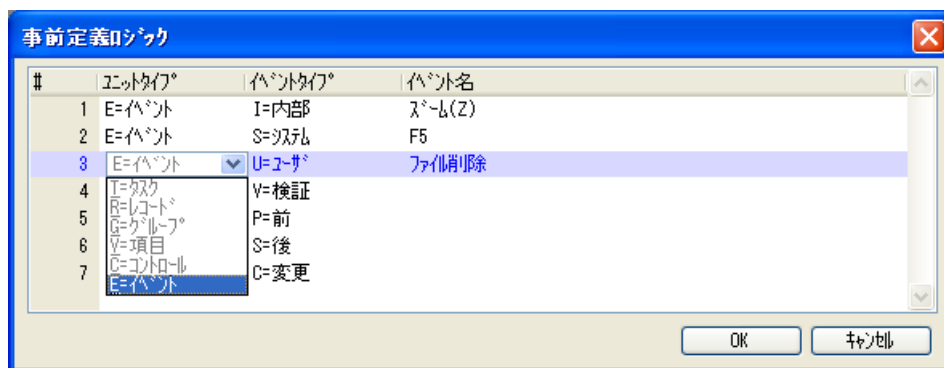 事前定義ﾛｼﾞｯｸ
# ﾕﾆｯﾄﾀｲﾌﾟ ｲﾍﾞﾝﾄﾀｲﾌﾟ ｲﾍﾞﾝﾄ名
1 E=ｲﾍﾞﾝﾄ I=内部 ｽﾞｰﾑ(Z)
2 E=ｲﾍﾞﾝﾄ S=ｼｽﾃﾑ F5
3 E=ｲﾍﾞﾝﾄ U=ﾕｰｻﾞ ﾌｧｲﾙ削除
4 T=ﾀｽｸ V=検証
R=ﾚｺｰﾄﾞ
5 G=ｸﾞﾙｰﾌﾟ P=前
6 V=項目 S=後
C=ｺﾝﾄﾛｰﾙ
7 E=ｲﾍﾞﾝﾄ C=変更
OK ｷｬﾝｾﾙ